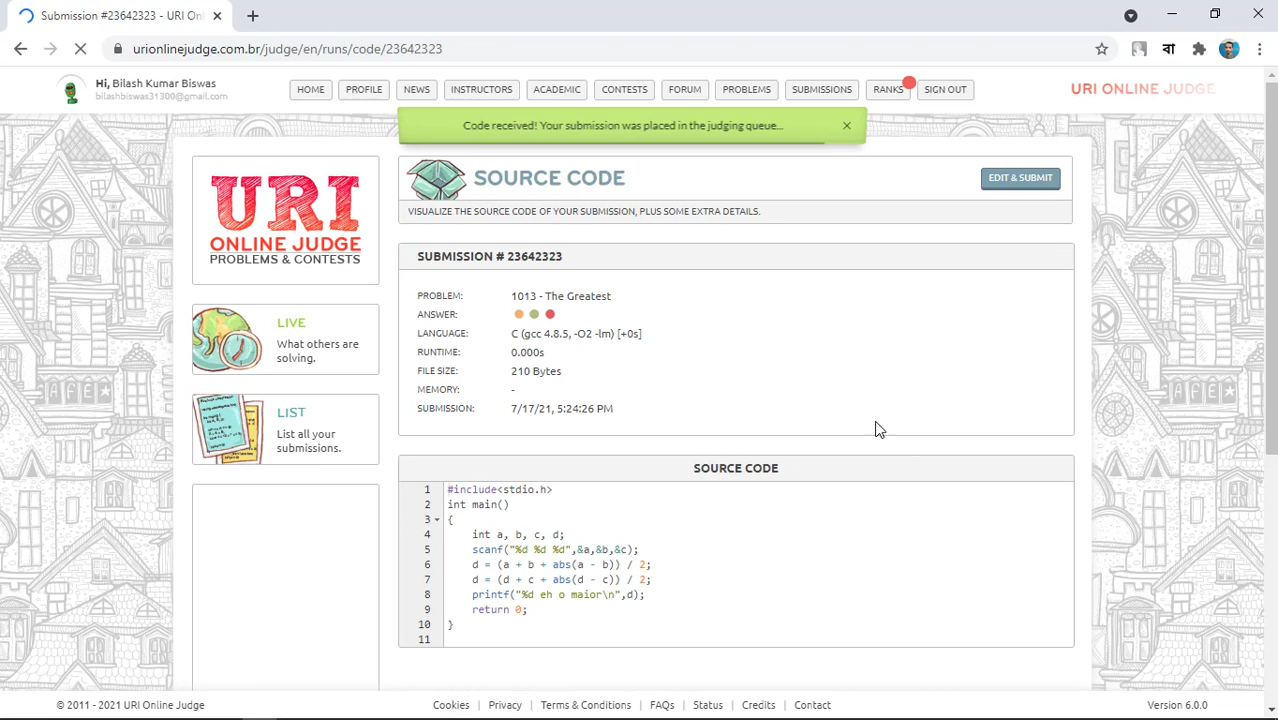 Submission #23642323 - URI On
urionlinejudge.com.br/judge/en/runs/code/23642323
বা
Hi, Bilash Kumar Biswas
bilashbiswas31300@gmail.com
HOME
PROFILE
NEWS
INSTRUCTORS
ACADEMIC
CONTESTS
FORUM
PROBLEMS
SUBMISSIONS
RANKS
SIGN OUT
URI ONLINE JUDGE
Code received! Your submission was placed in the judging queue...
URI
ONLINE JUDGE
PROBLEMS & CONTESTS
SOURCE CODE
EDIT & SUBMIT
VISUALIZE THE SOURCE CODE OF YOUR SUBMISSION, PLUS SOME EXTRA DETAILS.
LIVE
What others are
solving.
LIST
List all your
submissions.
SUBMISSION # 23642323
PROBLEM: 1013 - The Greatest
ANSWER:
LANGUAGE: C (gcc 4.8.5, -O2 -lm) [+0s]
RUNTIME: 0.000s
FILE SIZE: 210 Bytes
MEMORY: -
SUBMISSION: 7/17/21, 5:24:26 PM
SOURCE CODE
1 #include<stdio.h>
2 int main()
3 {
4 int a, b, c, d;
5 scanf("%d %d %d",&a,&b,&c);
6 d = (a + b + abs(a - b)) / 2;
7 d = (d + c + abs(d - c)) / 2;
8 printf("%d eh o maior\n",d);
9 return 0;
10 }
11
© 2011 - 2021 URI Online Judge
Cookies
Privacy
Terms & Conditions
FAQs
Status
Credits
Contact
Version 6.0.0